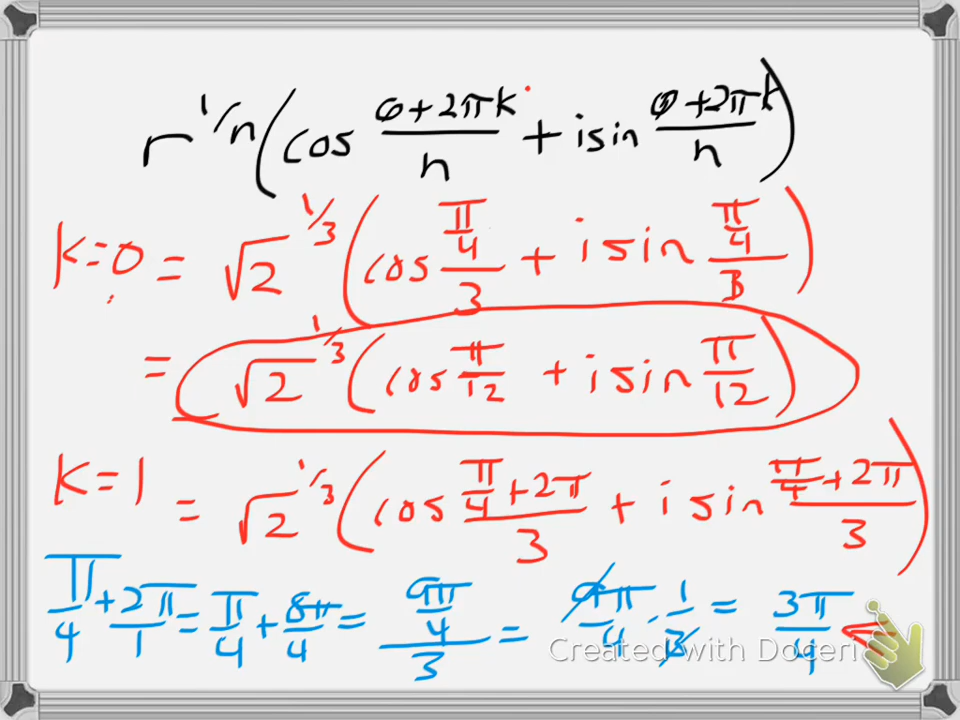 r^1/n (cos (φ+2πk)/n + i sin (φ+2πk)/n)
K=0 = √2^1/3 (cos (π/4)/3 + i sin (π/4)/3)
= √2^1/3 (cos π/12 + i sin π/12)
K=1 = √2^1/3 (cos (π/4+2π)/3 + i sin (π/4+2π)/3)
π/4 + 2π/1 = π/4 + 8π/4 = (9π/4)/3 = 9π/4 · 1/3 = 3π/4
Created with Doceri